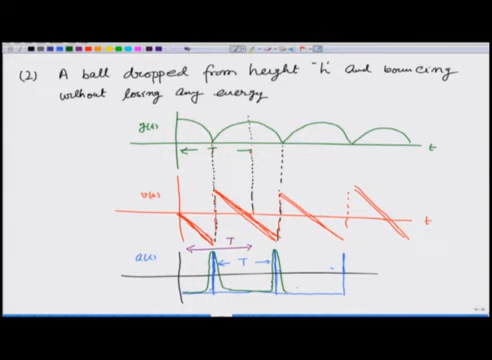 (2) A ball dropped from height 'h' and bouncing
without losing any energy
y(t)
T
t
v(t)
t
T
a(t)
T